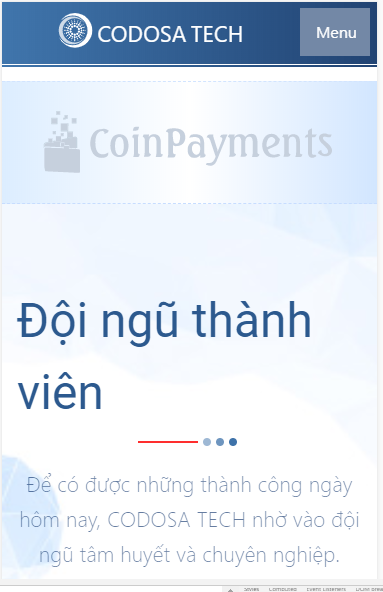 CODOSA TECH
Menu
CoinPayments
Đội ngũ thành
viên
Để có được những thành công ngày
hôm nay, CODOSA TECH nhờ vào đội
ngũ tâm huyết và chuyên nghiệp.